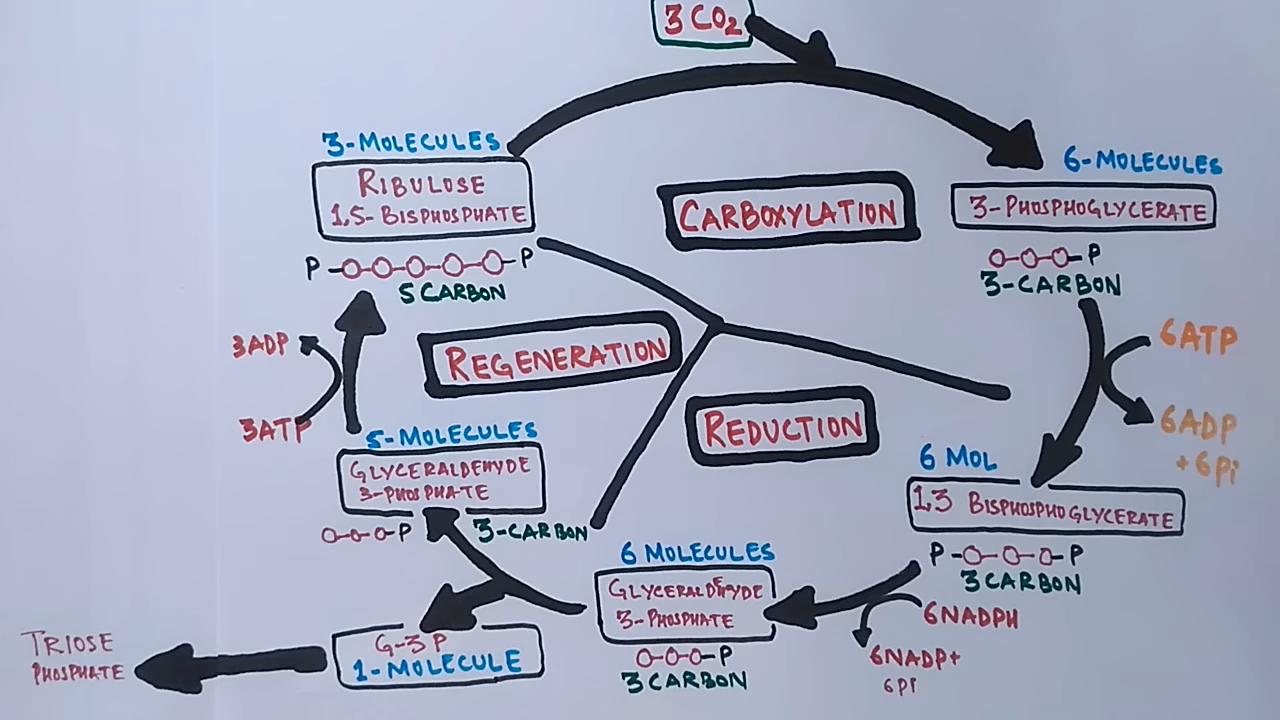 3 CO2
3-MOLECULES
RIBULOSE
1,5-BISPHOSPHATE
P-O-O-O-O-O-P
5 CARBON
CARBOXYLATION
6-MOLECULES
3-PHOSPHOGLYCERATE
O-O-O-P
3-CARBON
REGENERATION
REDUCTION
3ADP
3ATP
6ATP
6ADP
+6Pi
5-MOLECULES
GLYCERALDEHYDE
3-PHOSPHATE
O-O-O-P
3-CARBON
6 MOL
1,3 BISPHOSPHOGLYCERATE
P-O-O-O-P
3 CARBON
6 MOLECULES
GLYCERALDEHYDE
3-PHOSPHATE
O-O-O-P
3 CARBON
6NADPH
6NADP+
6Pi
G-3P
1-MOLECULE
TRIOSE
PHOSPHATE